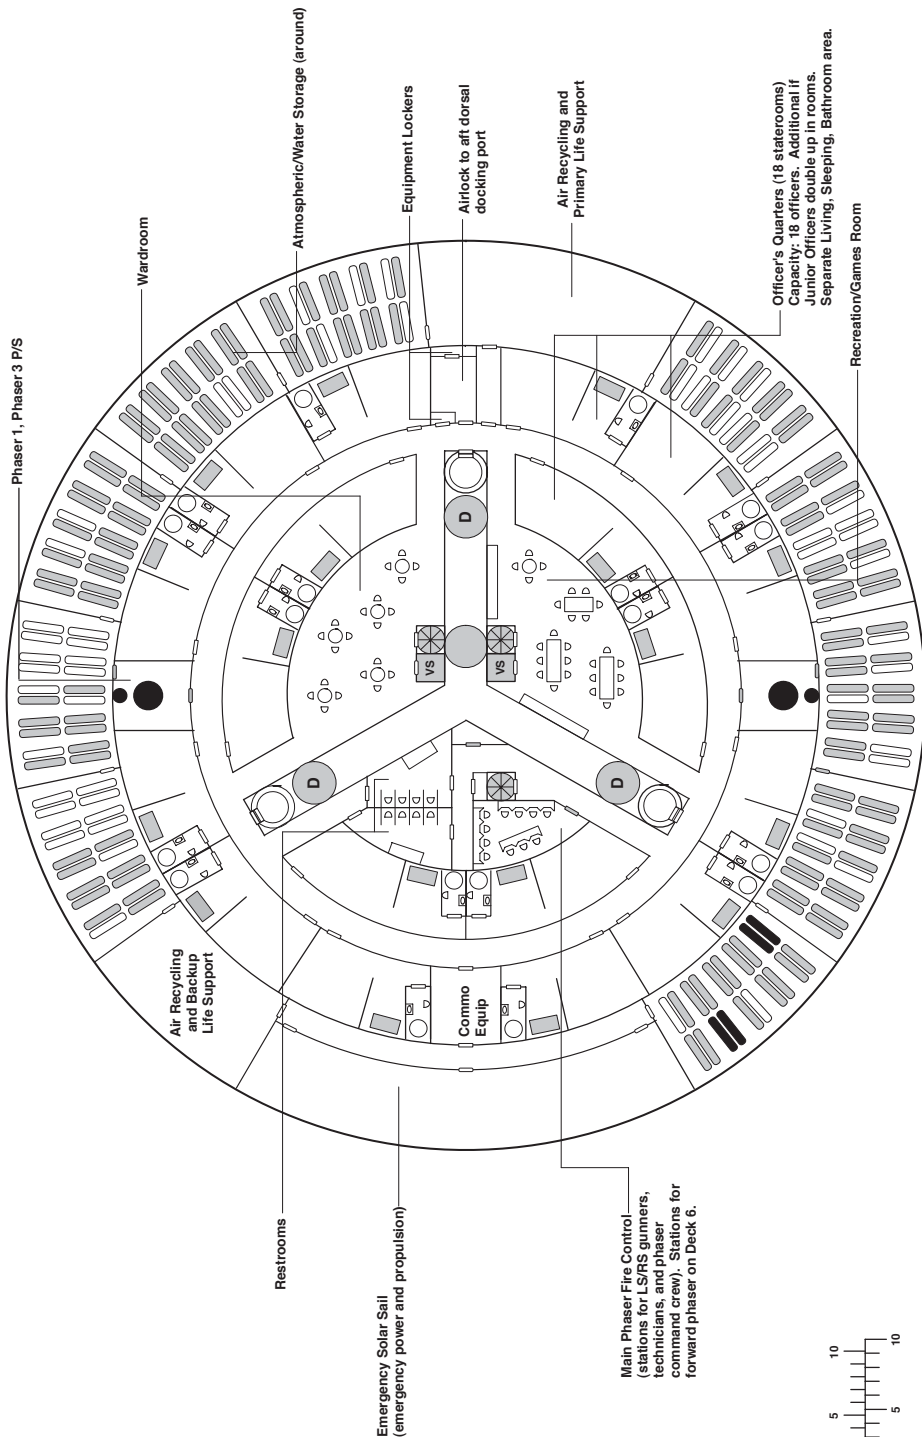 Phaser 1, Phaser 3 P/S
Wardroom
Atmospheric/Water Storage (around)
Equipment Lockers
Airlock to aft dorsal
docking port
Air Recycling and
Primary Life Support
Officer's Quarters (18 staterooms)
Capacity: 18 officers. Additional if
Junior Officers double up in rooms.
Separate Living, Sleeping, Bathroom area.
Recreation/Games Room
D
VS
VS
D
D
Air Recycling
and Backup
Life Support
Commo
Equip
Restrooms
Emergency Solar Sail
(emergency power and propulsion)
Main Phaser Fire Control
(stations for LS/RS gunners,
technicians, and phaser
command crew). Stations for
forward phaser on Deck 6.
5 10
5 10